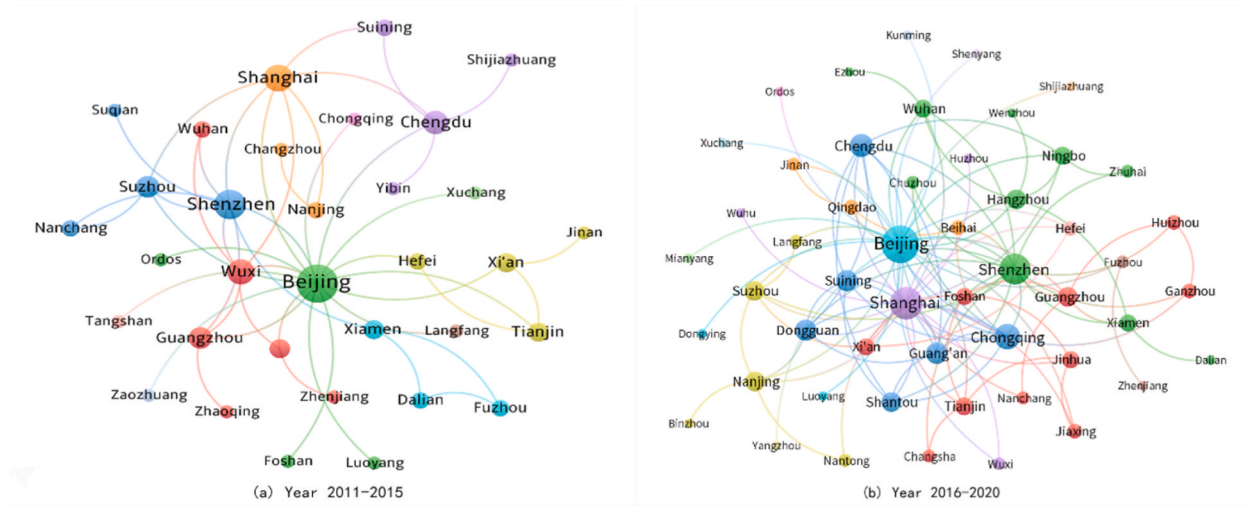 Suining
Shijiazhuang
Shanghai
Suqian
Wuhan
Chongqing
Chengdu
Changzhou
Suzhou
Yibin
Xuchang
Shenzhen
Nanjing
Nanchang
Jinan
Ordos
Hefei
Xi'an
Wuxi
Beijing
Tangshan
Xiamen
Langfang
Tianjin
Guangzhou
Zaozhuang
Zhenjiang
Dalian
Fuzhou
Zhaoqing
Foshan
Luoyang
(a) Year 2011-2015
Kunming
Shenyang
Ezhou
Shijiazhuang
Ordos
Wuhan
Wenzhou
Xuchang
Chengdu
Huzhou
Ningbo
Jinan
Zhuhai
Chuzhou
Hangzhou
Wuhu
Qingdao
Beihai
Hefei
Huizhou
Langfang
Beijing
Mianyang
Shenzhen
Fuzhou
Suining
Suzhou
Shanghai
Foshan
Guangzhou
Ganzhou
Dongying
Dongguan
Chongqing
Xiamen
Xi'an
Guang'an
Jinhua
Dalian
Nanjing
Luoyang
Shantou
Tianjin
Nanchang
Zhenjiang
Binzhou
Jiaxing
Yangzhou
Nantong
Changsha
Wuxi
(b) Year 2016-2020